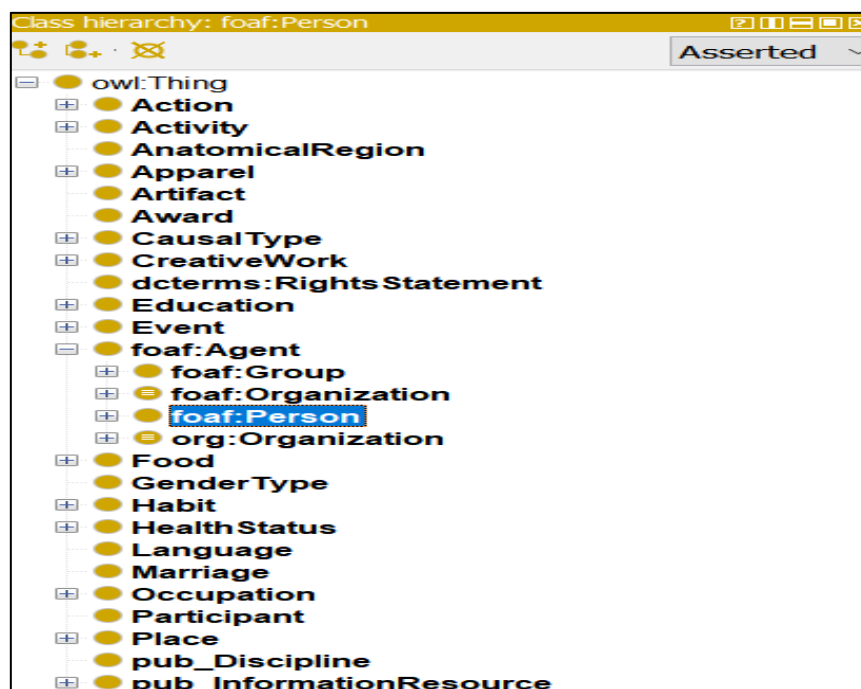 Class hierarchy: foaf:Person
Asserted
owl:Thing
Action
Activity
AnatomicalRegion
Apparel
Artifact
Award
CausalType
CreativeWork
dcterms:RightsStatement
Education
Event
foaf:Agent
foaf:Group
foaf:Organization
foaf:Person
org:Organization
Food
GenderType
Habit
HealthStatus
Language
Marriage
Occupation
Participant
Place
pub_Discipline
pub_InformationResource